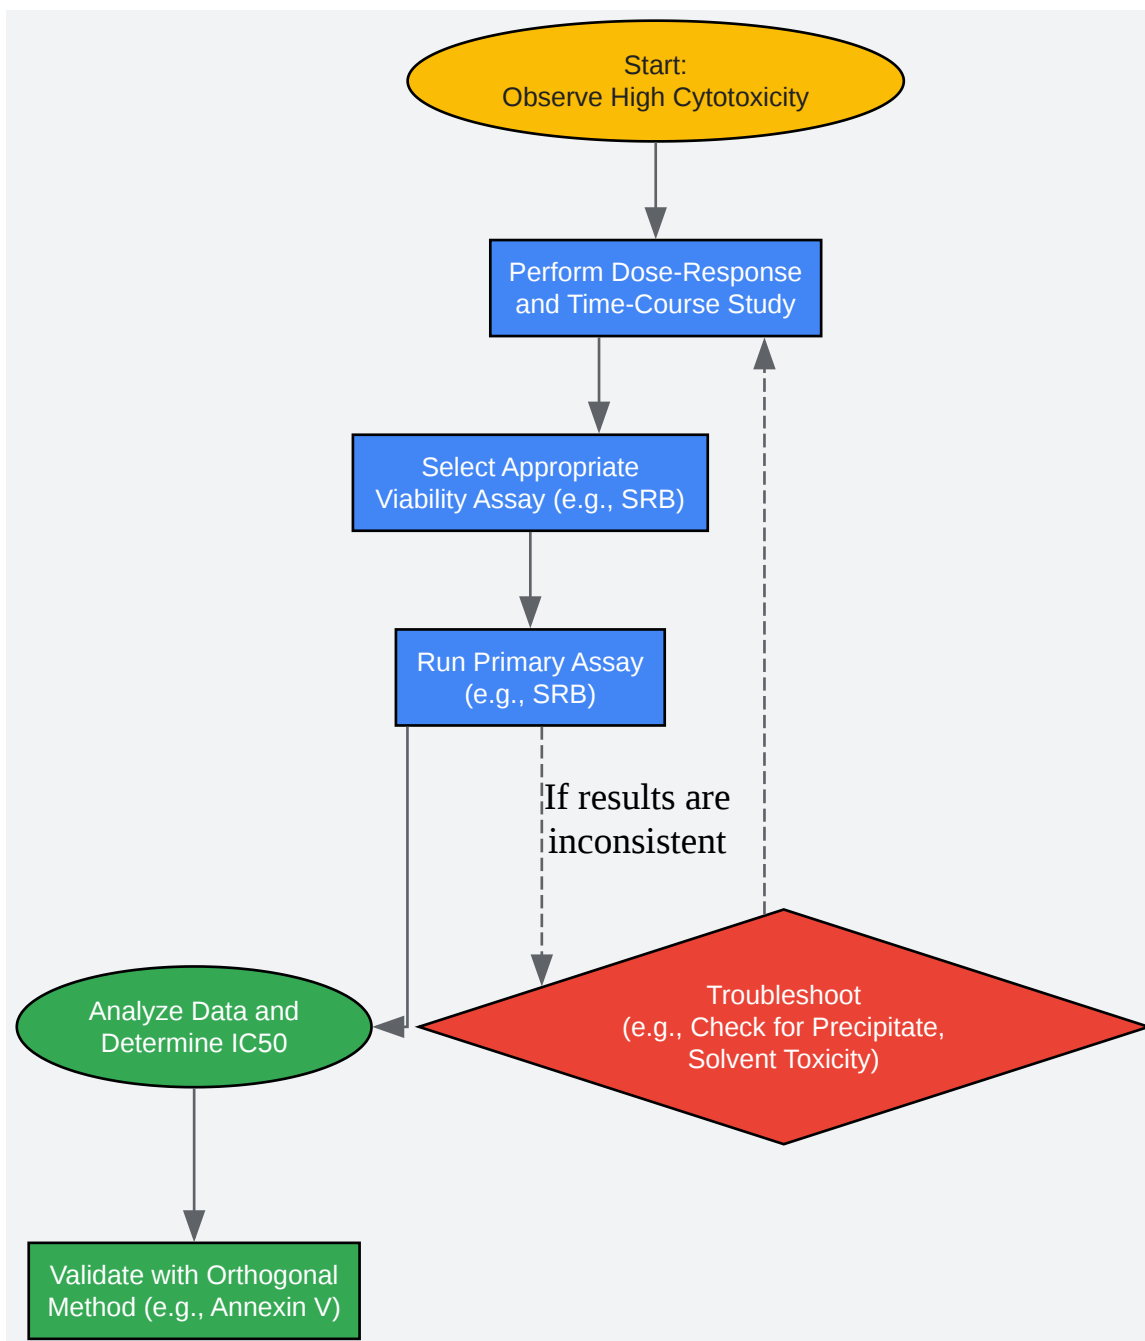 Start:
Observe High Cytotoxicity
Perform Dose-Response
and Time-Course Study
Select Appropriate
Viability Assay (e.g., SRB)
Run Primary Assay
(e.g., SRB)
If results are
inconsistent
Troubleshoot
(e.g., Check for Precipitate,
Solvent Toxicity)
Analyze Data and
Determine IC50
Validate with Orthogonal
Method (e.g., Annexin V)